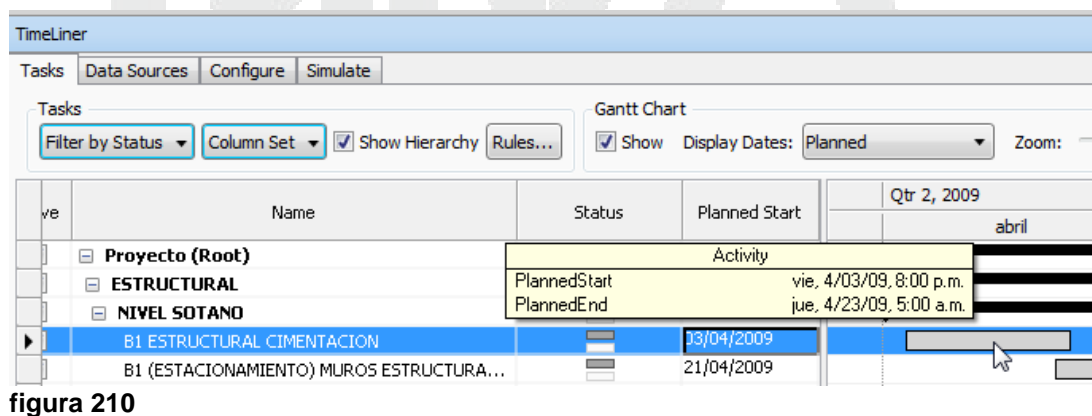 TimeLiner
Tasks Data Sources Configure Simulate
Tasks Gantt Chart
Filter by Status Column Set Show Hierarchy Rules... Show Display Dates: Planned Zoom:
ve Name Status Planned Start Qtr 2, 2009
abril
Proyecto (Root) Activity
ESTRUCTURAL PlannedStart vie, 4/03/09, 8:00 p.m.
NIVEL SOTANO PlannedEnd jue, 4/23/09, 5:00 a.m.
B1 ESTRUCTURAL CIMENTACION 03/04/2009
B1 (ESTACIONAMIENTO) MUROS ESTRUCTURA... 21/04/2009
figura 210